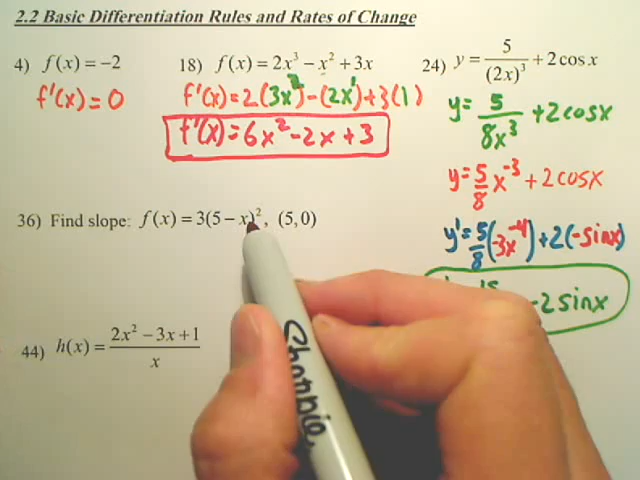 2.2 Basic Differentiation Rules and Rates of Change
4) f(x) = -2
f'(x) = 0
18) f(x) = 2x³ - x² + 3x
f'(x) = 2(3x²) - (2x¹) + 3(1)
f'(x) = 6x² - 2x + 3
24) y = 5/(2x)³ + 2 cos x
y = 5/8x³ + 2cosx
y = 5/8 x⁻³ + 2cosx
y' = 5/8(-3x⁻⁴) + 2(-sinx)
-2sinx
36) Find slope: f(x) = 3(5 - x)², (5,0)
44) h(x) = 2x² - 3x + 1 / x
Sharpie